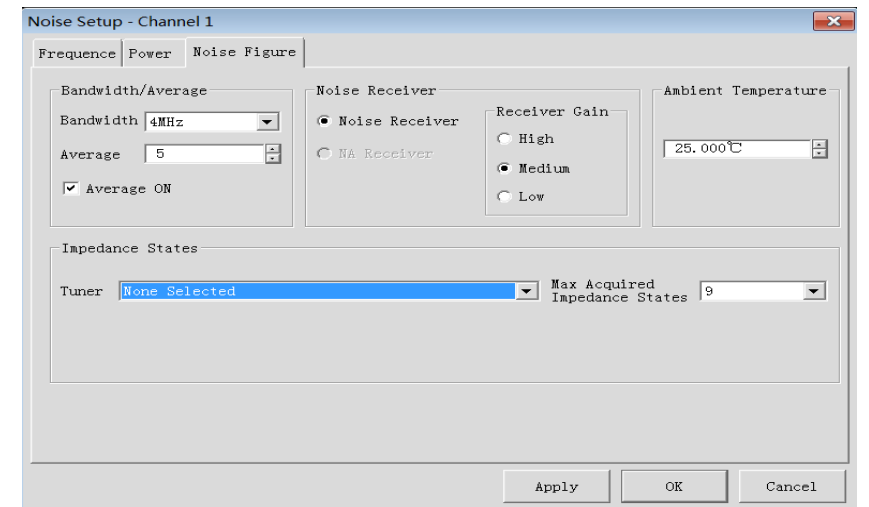 Noise Setup - Channel 1
Frequence Power Noise Figure
Bandwidth/Average
Bandwidth 4MHz
Average 5
Average ON
Noise Receiver
Noise Receiver
NA Receiver
Receiver Gain
High
Medium
Low
Ambient Temperature
25.000℃
Impedance States
Tuner None Selected
Max Acquired
Impedance States 9
Apply OK Cancel